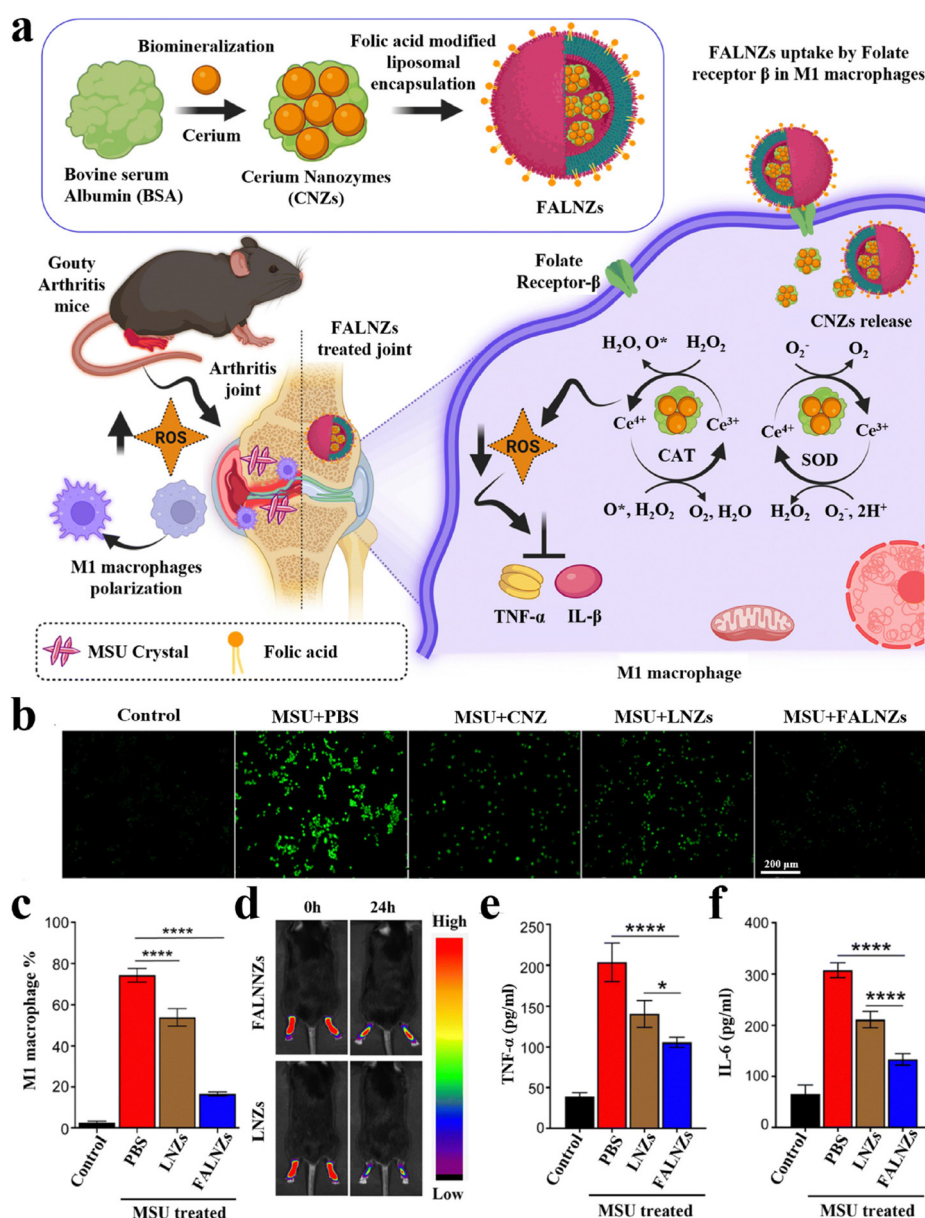 a
Biomineralization
Cerium
Folic acid modified
liposomal
encapsulation
Bovine serum
Albumin (BSA)
Cerium Nanozymes
(CNZs)
FALNZs
FALNZs uptake by Folate
receptor β in M1 macrophages
Gouty
Arthritis
mice
Arthritis
joint
FALNZs
treated joint
ROS
M1 macrophages
polarization
MSU Crystal
Folic acid
Folate
Receptor-β
CNZs release
H₂O, O*
H₂O₂
O₂⁻
O₂
Ce⁴⁺
Ce³⁺
CAT
Ce⁴⁺
Ce³⁺
SOD
O*, H₂O₂
O₂, H₂O
H₂O₂
O₂⁻, 2H⁺
ROS
TNF-α
IL-β
M1 macrophage
b
Control
MSU+PBS
MSU+CNZ
MSU+LNZs
MSU+FALNZs
200 µm
c
M1 macrophage %
100
80
60
40
20
0
****
****
Control
PBS
LNZs
FALNZs
MSU treated
d
0h
24h
FALNNZs
LNZs
High
Low
e
TNF-α (pg/ml)
250
200
150
100
50
0
****
*
Control
PBS
LNZs
FALNZs
MSU treated
f
IL-6 (pg/ml)
400
300
200
100
0
****
****
Control
PBS
LNZs
FALNZs
MSU treated